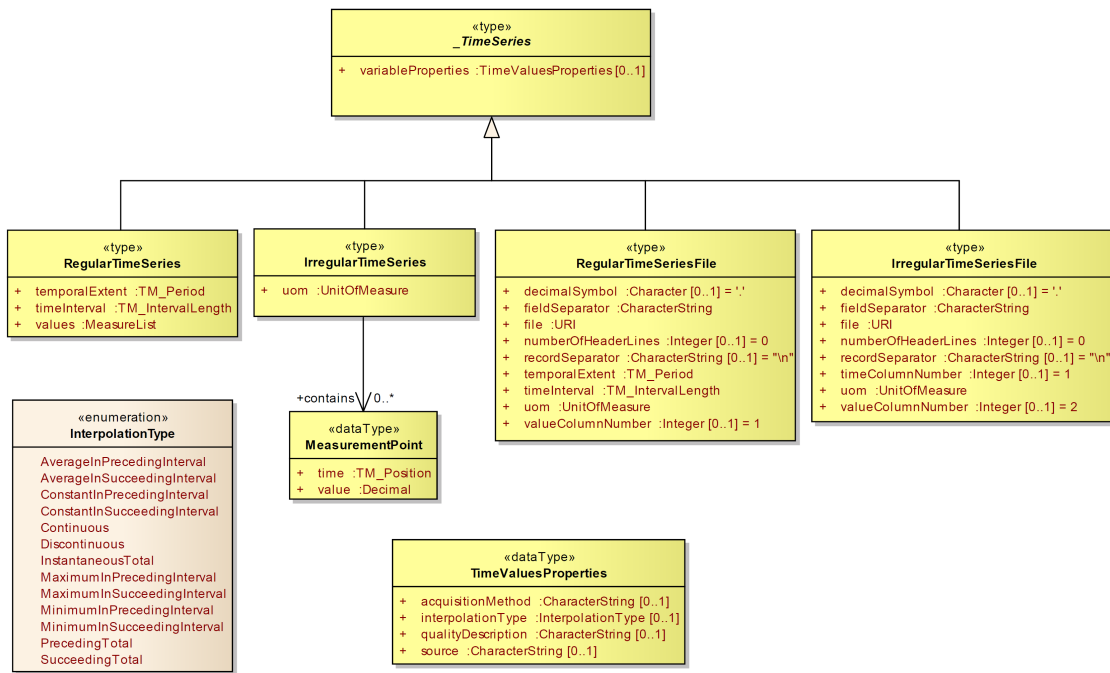 «type»
_TimeSeries
+ variableProperties :TimeValuesProperties [0..1]
«type»
RegularTimeSeries
+ temporalExtent :TM_Period
+ timeInterval :TM_IntervalLength
+ values :MeasureList
«type»
IrregularTimeSeries
+ uom :UnitOfMeasure
«type»
RegularTimeSeriesFile
+ decimalSymbol :Character [0..1] = '.'
+ fieldSeparator :CharacterString
+ file :URI
+ numberOfHeaderLines :Integer [0..1] = 0
+ recordSeparator :CharacterString [0..1] = "\n"
+ temporalExtent :TM_Period
+ timeInterval :TM_IntervalLength
+ uom :UnitOfMeasure
+ valueColumnNumber :Integer [0..1] = 1
«type»
IrregularTimeSeriesFile
+ decimalSymbol :Character [0..1] = '.'
+ fieldSeparator :CharacterString
+ file :URI
+ numberOfHeaderLines :Integer [0..1] = 0
+ recordSeparator :CharacterString [0..1] = "\n"
+ timeColumnNumber :Integer [0..1] = 1
+ uom :UnitOfMeasure
+ valueColumnNumber :Integer [0..1] = 2
+contains 0..*
«dataType»
MeasurementPoint
+ time :TM_Position
+ value :Decimal
«enumeration»
InterpolationType
AverageInPrecedingInterval
AverageInSucceedingInterval
ConstantInPrecedingInterval
ConstantInSucceedingInterval
Continuous
Discontinuous
InstantaneousTotal
MaximumInPrecedingInterval
MaximumInSucceedingInterval
MinimumInPrecedingInterval
MinimumInSucceedingInterval
PrecedingTotal
SucceedingTotal
«dataType»
TimeValuesProperties
+ acquisitionMethod :CharacterString [0..1]
+ interpolationType :InterpolationType [0..1]
+ qualityDescription :CharacterString [0..1]
+ source :CharacterString [0..1]